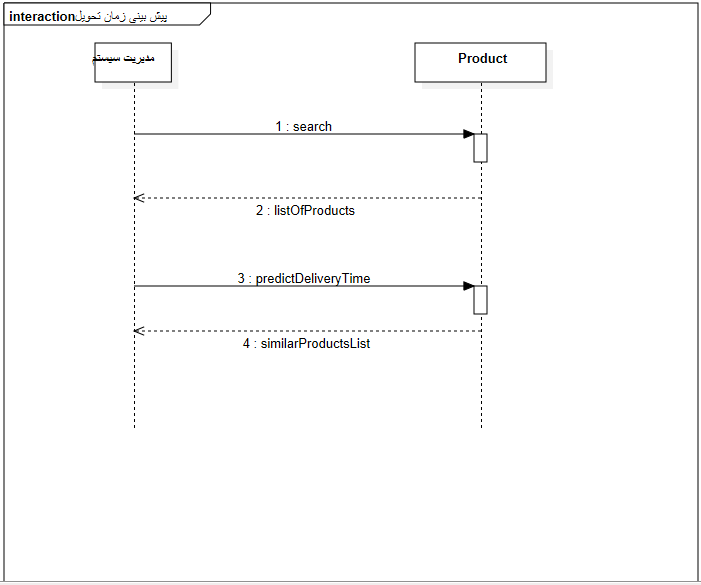 interaction پیش بینی زمان تحویل
مدیریت سیستم
Product
1 : search
2 : listOfProducts
3 : predictDeliveryTime
4 : similarProductsList